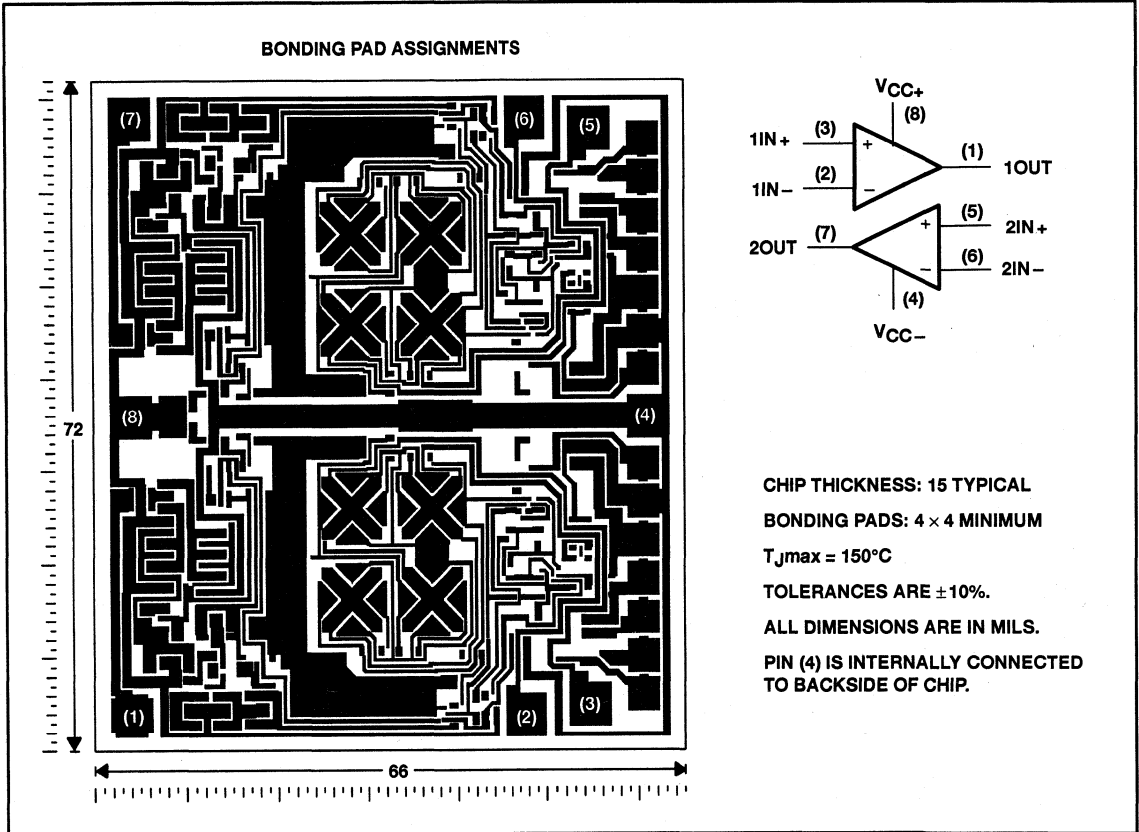 BONDING PAD ASSIGNMENTS
(7)
(6)
(5)
(8)
(4)
(1)
(2)
(3)
72
66
VCC+
(8)
1IN+
(3)
+
(1)
1OUT
1IN−
(2)
−
(5)
2IN+
+
2OUT
(7)
(6)
2IN−
−
(4)
VCC−
CHIP THICKNESS: 15 TYPICAL
BONDING PADS: 4 × 4 MINIMUM
TJmax = 150°C
TOLERANCES ARE ±10%.
ALL DIMENSIONS ARE IN MILS.
PIN (4) IS INTERNALLY CONNECTED
TO BACKSIDE OF CHIP.